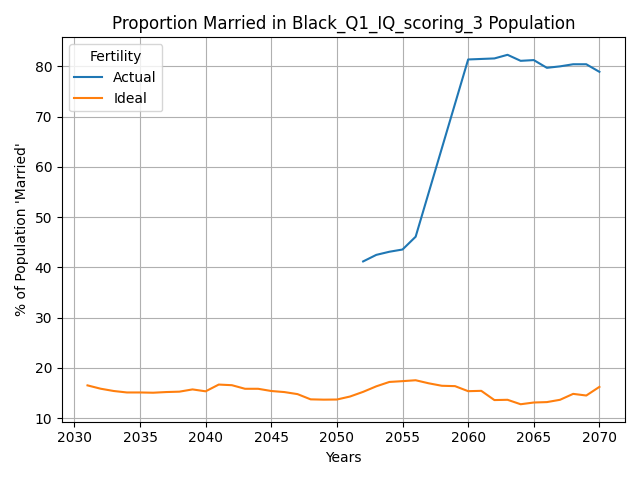 Proportion Married in Black_Q1_IQ_scoring_3 Population
% of Population 'Married'
Fertility
Actual
Ideal
80
70
60
50
40
30
20
10
2030 2035 2040 2045 2050 2055 2060 2065 2070
Years